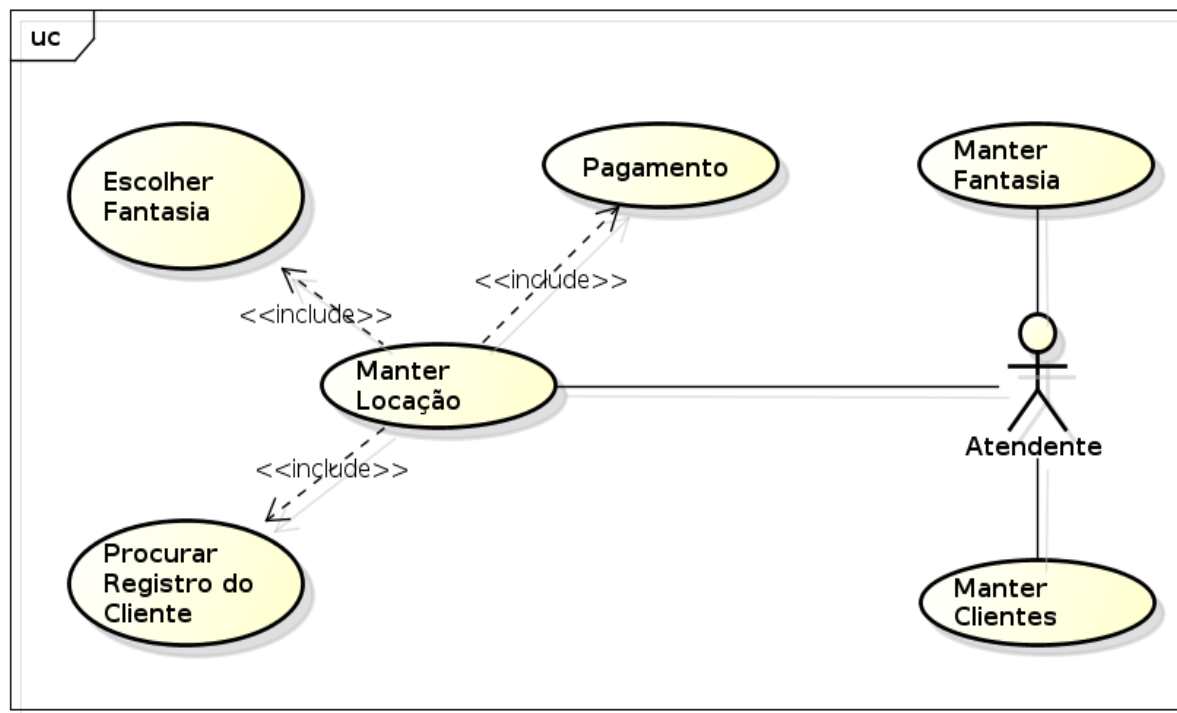 uc
Escolher
Fantasia
Pagamento
Manter
Fantasia
<<include>>
<<include>>
Manter
Locação
Atendente
<<include>>
Procurar
Registro do
Cliente
Manter
Clientes